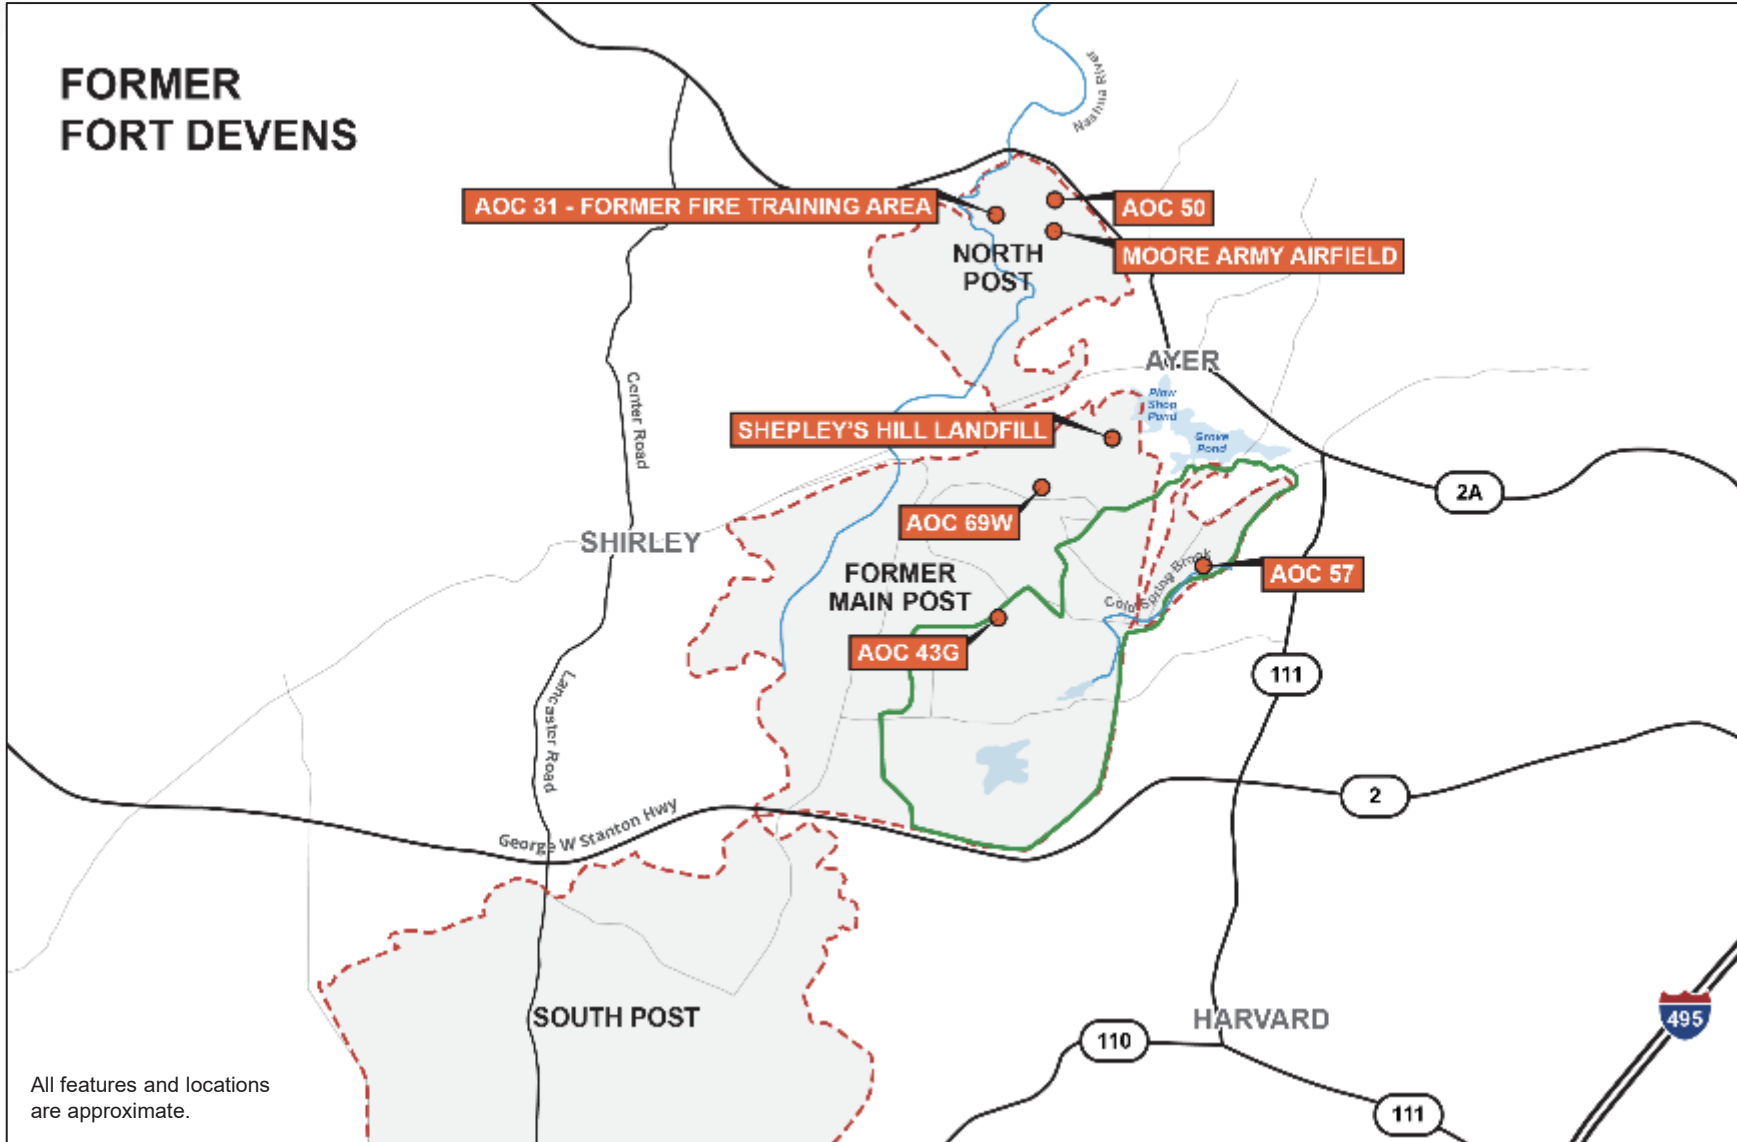 FORMER
FORT DEVENS
Nashua River
AOC 31 - FORMER FIRE TRAINING AREA
AOC 50
MOORE ARMY AIRFIELD
NORTH
POST
AYER
Center Road
Plow
Shop
Pond
Grove
Pond
SHEPLEY'S HILL LANDFILL
2A
AOC 69W
SHIRLEY
FORMER
MAIN POST
Cold Spring Brook
AOC 57
AOC 43G
111
Lancaster Road
2
George W Stanton Hwy
SOUTH POST
HARVARD
110
495
111
All features and locations
are approximate.